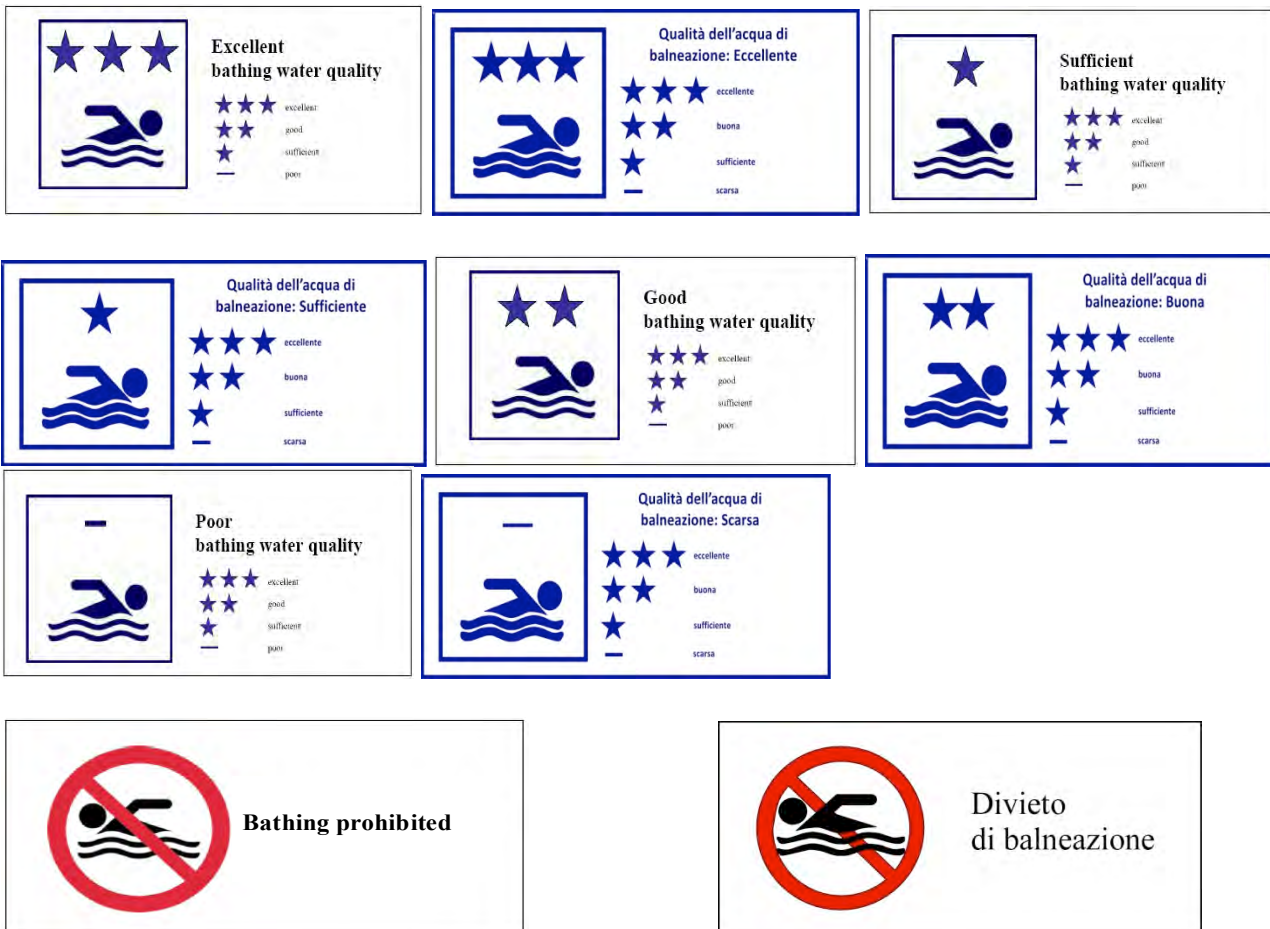 Excellent
bathing water quality
excellent
good
sufficient
poor
Qualità dell'acqua di
balneazione: Eccellente
eccellente
buona
sufficiente
scarsa
Sufficient
bathing water quality
excellent
good
sufficient
poor
Qualità dell'acqua di
balneazione: Sufficiente
eccellente
buona
sufficiente
scarsa
Good
bathing water quality
excellent
good
sufficient
poor
Qualità dell'acqua di
balneazione: Buona
eccellente
buona
sufficiente
scarsa
Poor
bathing water quality
excellent
good
sufficient
poor
Qualità dell'acqua di
balneazione: Scarsa
eccellente
buona
sufficiente
scarsa
Bathing prohibited
Divieto
di balneazione